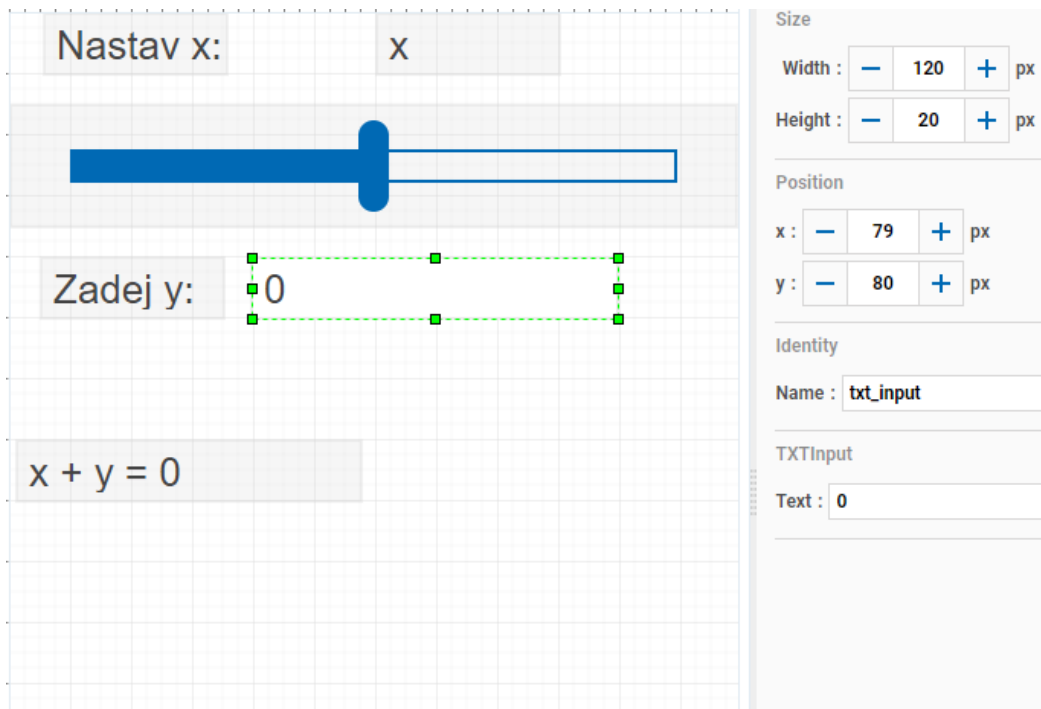 Nastav x:
x
Zadej y:
0
x + y = 0
Size
Width : 120 px
Height : 20 px
Position
x : 79 px
y : 80 px
Identity
Name : txt_input
TXTInput
Text : 0